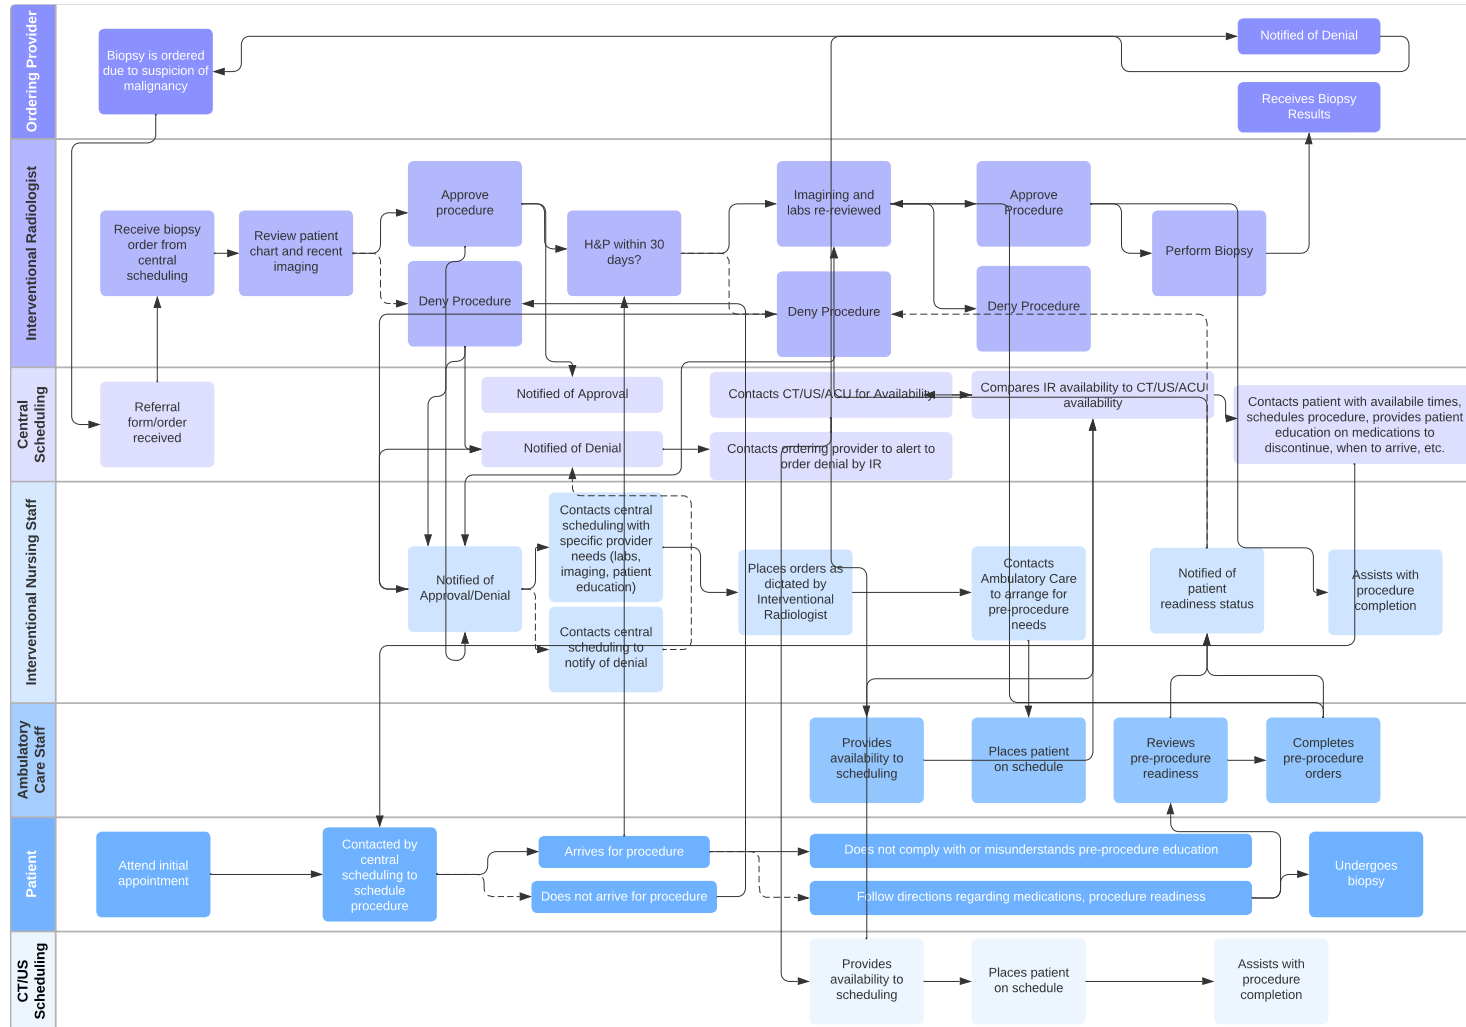 Ordering Provider
Biopsy is ordered
due to suspicion of
malignancy
Notified of Denial
Receives Biopsy
Results
Interventional Radiologist
Receive biopsy
order from
central
scheduling
Review patient
chart and recent
imaging
Approve
procedure
Deny Procedure
H&P within 30
days?
Imagining and
labs re-reviewed
Deny Procedure
Approve
Procedure
Deny Procedure
Perform Biopsy
Central
Scheduling
Referral
form/order
received
Notified of Approval
Notified of Denial
Contacts CT/US/ACU for Availability
Contacts ordering provider to alert to
order denial by IR
Compares IR availability to CT/US/ACU
availability
Contacts patient with availabile times,
schedules procedure, provides patient
education on medications to
discontinue, when to arrive, etc.
Interventional Nursing Staff
Notified of
Approval/Denial
Contacts central
scheduling with
specific provider
needs (labs,
imaging, patient
education)
Contacts central
scheduling to
notify of denial
Places orders as
dictated by
Interventional
Radiologist
Contacts
Ambulatory Care
to arrange for
pre-procedure
needs
Notified of
patient
readiness status
Assists with
procedure
completion
Ambulatory
Care Staff
Provides
availability to
scheduling
Places patient
on schedule
Reviews
pre-procedure
readiness
Completes
pre-procedure
orders
Patient
Attend initial
appointment
Contacted by
central
scheduling to
schedule
procedure
Arrives for procedure
Does not arrive for procedure
Does not comply with or misunderstands pre-procedure education
Follow directions regarding medications, procedure readiness
Undergoes
biopsy
CT/US
Scheduling
Provides
availability to
scheduling
Places patient
on schedule
Assists with
procedure
completion